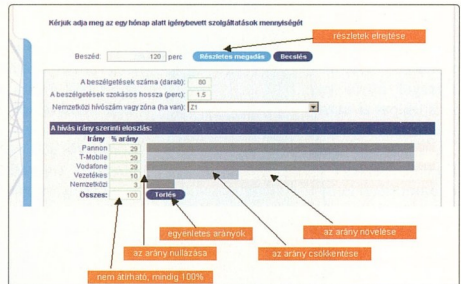 Kérjük adja meg az egy hónap alatt igénybevett szolgáltatások mennyiségét
részletek elrejtése
Beszéd: 120 perc Részletes megadás Becslés
A beszélgetések száma (darab): 80
A beszélgetések szokásos hossza (perc): 1.5
Nemzetközi hívószám vagy zóna (ha van): Z1
A hívás irány szerinti elosztás:
Irány % arány
Pannon 29
T-Mobile 29
Vodafone 29
Vezetékes 10
Nemzetközi 3
Összes: 100 Törlés
egyenletes arányok
az arány növelése
az arány nullázása
az arány csökkentése
nem átírható, mindig 100%